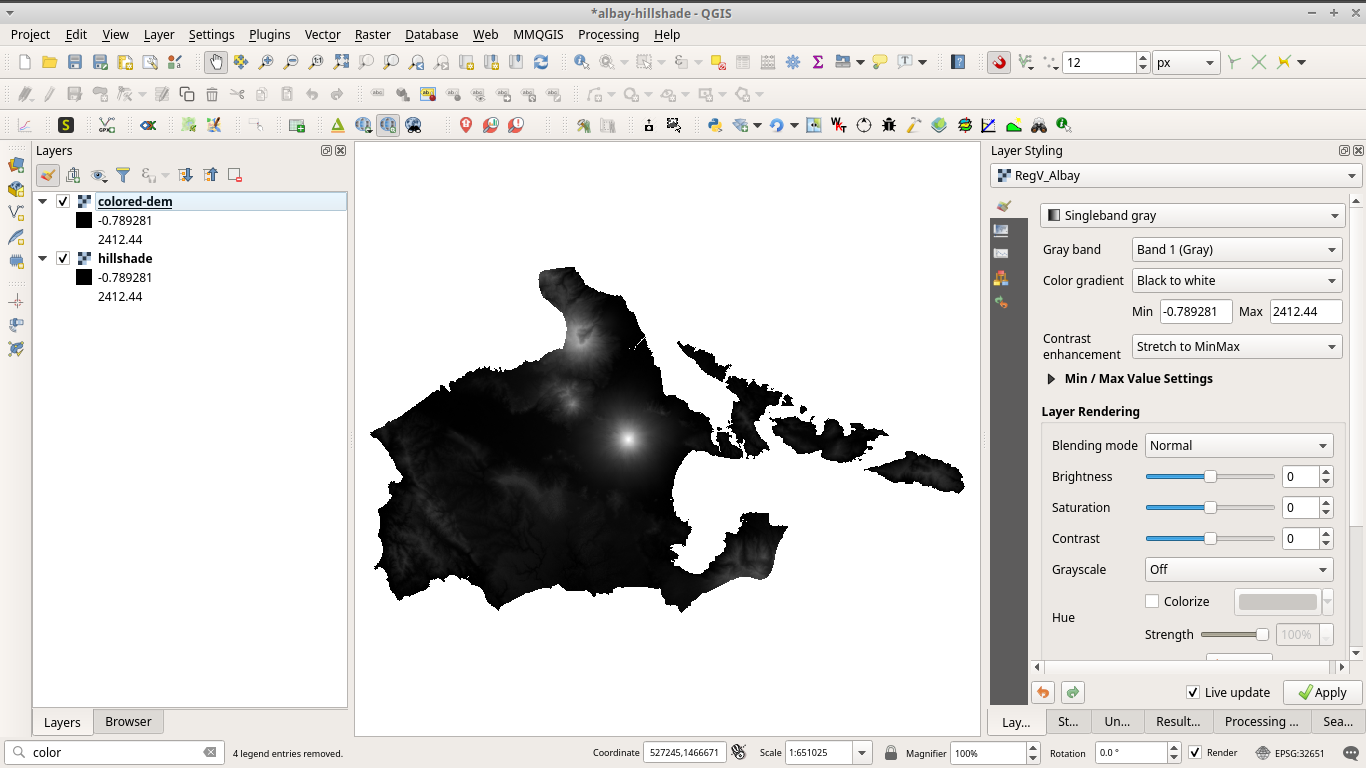 *albay-hillshade - QGIS
Project Edit View Layer Settings Plugins Vector Raster Database Web MMQGIS Processing Help
12 px
Layers
colored-dem
-0.789281
2412.44
hillshade
-0.789281
2412.44
Layers Browser
Layer Styling
RegV_Albay
Singleband gray
Gray band Band 1 (Gray)
Color gradient Black to white
Min -0.789281 Max 2412.44
Contrast
enhancement Stretch to MinMax
Min / Max Value Settings
Layer Rendering
Blending mode Normal
Brightness 0
Saturation 0
Contrast 0
Grayscale Off
Hue Colorize
Strength 100%
Live update Apply
Lay... St... Un... Result... Processing ... Sea...
color 4 legend entries removed. Coordinate 527245,1466671 Scale 1:651025 Magnifier 100% Rotation 0.0 ° Render EPSG:32651